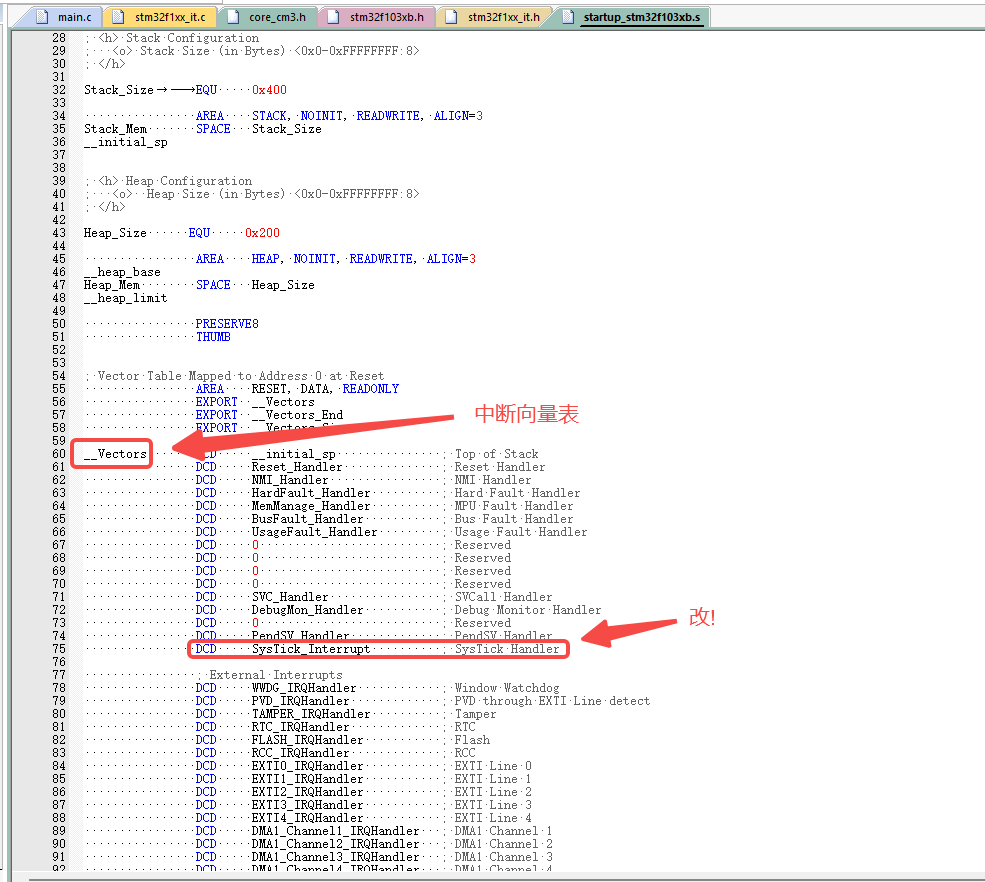 main.c stm32f1xx_it.c core_cm3.h stm32f103xb.h stm32f1xx_it.h startup_stm32f103xb.s
28 ; <h> Stack Configuration
29 ;   <o> Stack Size (in Bytes) <0x0-0xFFFFFFFF:8>
30 ; </h>
31
32 Stack_Size EQU 0x400
33
34 AREA STACK, NOINIT, READWRITE, ALIGN=3
35 Stack_Mem SPACE Stack_Size
36 __initial_sp
37
38
39 ; <h> Heap Configuration
40 ;   <o>  Heap Size (in Bytes) <0x0-0xFFFFFFFF:8>
41 ; </h>
42
43 Heap_Size EQU 0x200
44
45 AREA HEAP, NOINIT, READWRITE, ALIGN=3
46 __heap_base
47 Heap_Mem SPACE Heap_Size
48 __heap_limit
49
50 PRESERVE8
51 THUMB
52
53
54 ; Vector Table Mapped to Address 0 at Reset
55 AREA RESET, DATA, READONLY
56 EXPORT __Vectors
57 EXPORT __Vectors_End
58 EXPORT
中断向量表
59
60 __Vectors DCD __initial_sp ; Top of Stack
61 DCD Reset_Handler ; Reset Handler
62 DCD NMI_Handler ; NMI Handler
63 DCD HardFault_Handler ; Hard Fault Handler
64 DCD MemManage_Handler ; MPU Fault Handler
65 DCD BusFault_Handler ; Bus Fault Handler
66 DCD UsageFault_Handler ; Usage Fault Handler
67 DCD 0 ; Reserved
68 DCD 0 ; Reserved
69 DCD 0 ; Reserved
70 DCD 0 ; Reserved
71 DCD SVC_Handler ; SVCall Handler
72 DCD DebugMon_Handler ; Debug Monitor Handler
73 DCD 0 ; Reserved
改!
74 DCD PendSV_Handler ; PendSV Handler
75 DCD SysTick_Interrupt ; SysTick Handler
76
77 ; External Interrupts
78 DCD WWDG_IRQHandler ; Window Watchdog
79 DCD PVD_IRQHandler ; PVD through EXTI Line detect
80 DCD TAMPER_IRQHandler ; Tamper
81 DCD RTC_IRQHandler ; RTC
82 DCD FLASH_IRQHandler ; Flash
83 DCD RCC_IRQHandler ; RCC
84 DCD EXTI0_IRQHandler ; EXTI Line 0
85 DCD EXTI1_IRQHandler ; EXTI Line 1
86 DCD EXTI2_IRQHandler ; EXTI Line 2
87 DCD EXTI3_IRQHandler ; EXTI Line 3
88 DCD EXTI4_IRQHandler ; EXTI Line 4
89 DCD DMA1_Channel1_IRQHandler ; DMA1 Channel 1
90 DCD DMA1_Channel2_IRQHandler ; DMA1 Channel 2
91 DCD DMA1_Channel3_IRQHandler ; DMA1 Channel 3
92 DCD DMA1_Channel4_IRQHandler ; DMA1 Channel 4